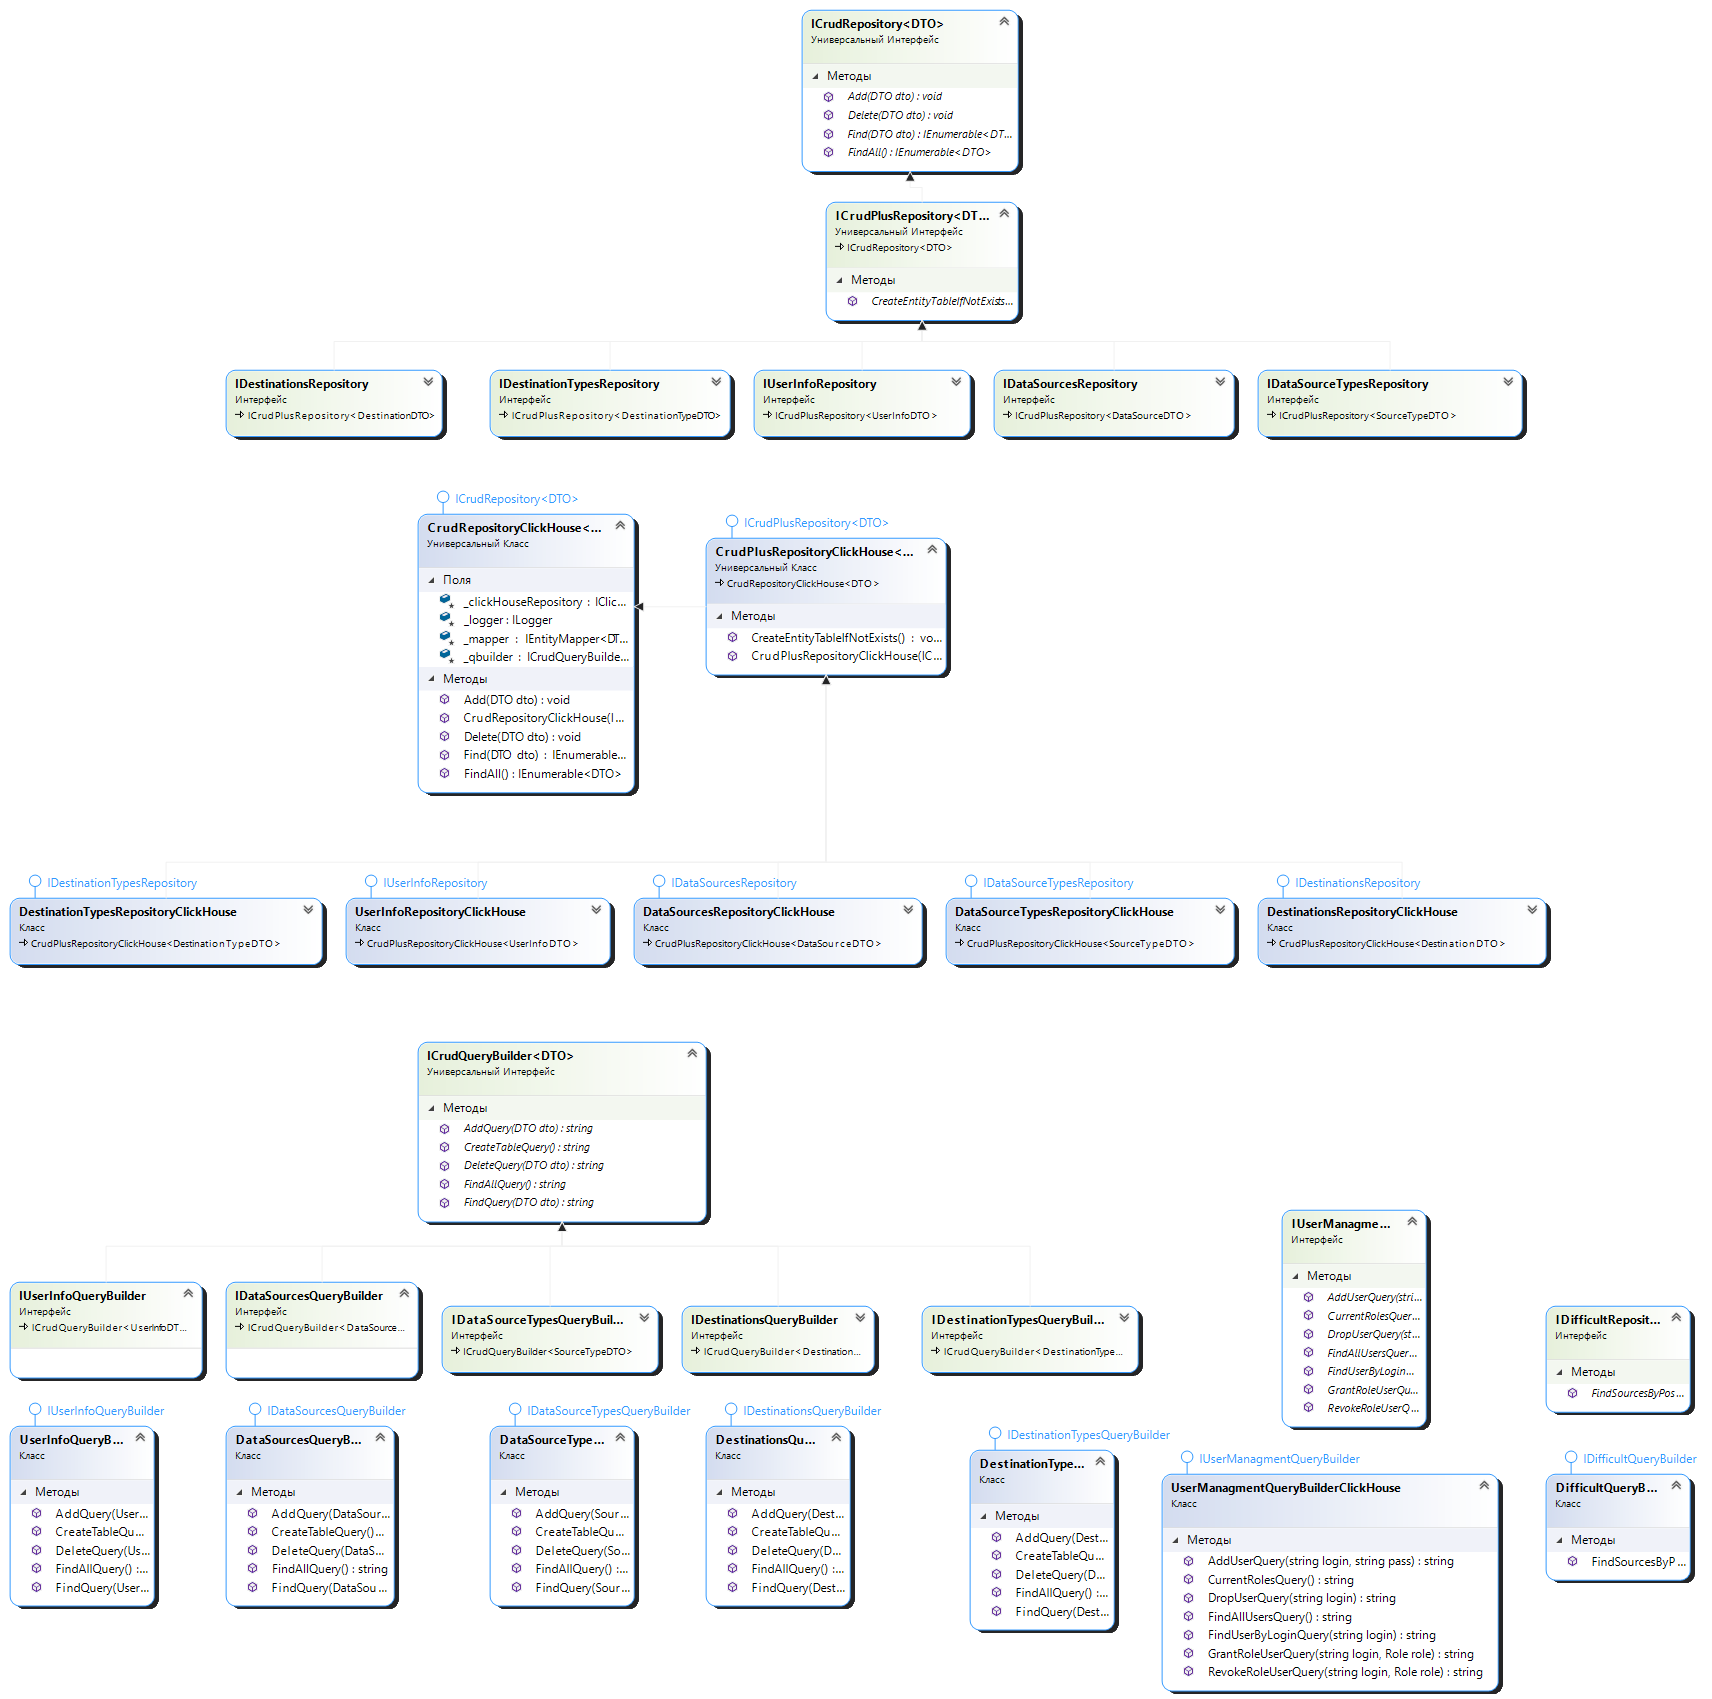 ICrudRepository<DTO>
Универсальный Интерфейс
Методы
Add(DTO dto) : void
Delete(DTO dto) : void
Find(DTO dto) : IEnumerable<DT...
FindAll() : IEnumerable<DTO>
ICrudPlusRepository<DT...
Универсальный Интерфейс
ICrudRepository<DTO>
Методы
CreateEntityTableIfNotExists...
IDestinationsRepository
Интерфейс
ICrudPlusRepository<DestinationDTO>
IDestinationTypesRepository
Интерфейс
ICrudPlusRepository<DestinationTypeDTO>
IUserInfoRepository
Интерфейс
ICrudPlusRepository<UserInfoDTO>
IDataSourcesRepository
Интерфейс
ICrudPlusRepository<DataSourceDTO>
IDataSourceTypesRepository
Интерфейс
ICrudPlusRepository<SourceTypeDTO>
ICrudRepository<DTO>
CrudRepositoryClickHouse<...
Универсальный Класс
Поля
_clickHouseRepository : IClic...
_logger : ILogger
_mapper : IEntityMapper<DT...
_qbuilder : ICrudQueryBuilde...
Методы
Add(DTO dto) : void
CrudRepositoryClickHouse(I...
Delete(DTO dto) : void
Find(DTO dto) : IEnumerable...
FindAll() : IEnumerable<DTO>
ICrudPlusRepository<DTO>
CrudPlusRepositoryClickHouse<...
Универсальный Класс
CrudRepositoryClickHouse<DTO>
Методы
CreateEntityTableIfNotExists() : vo...
CrudPlusRepositoryClickHouse(IC...
IDestinationTypesRepository
DestinationTypesRepositoryClickHouse
Класс
CrudPlusRepositoryClickHouse<DestinationTypeDTO>
IUserInfoRepository
UserInfoRepositoryClickHouse
Класс
CrudPlusRepositoryClickHouse<UserInfoDTO>
IDataSourcesRepository
DataSourcesRepositoryClickHouse
Класс
CrudPlusRepositoryClickHouse<DataSourceDTO>
IDataSourceTypesRepository
DataSourceTypesRepositoryClickHouse
Класс
CrudPlusRepositoryClickHouse<SourceTypeDTO>
IDestinationsRepository
DestinationsRepositoryClickHouse
Класс
CrudPlusRepositoryClickHouse<DestinationDTO>
ICrudQueryBuilder<DTO>
Универсальный Интерфейс
Методы
AddQuery(DTO dto) : string
CreateTableQuery() : string
DeleteQuery(DTO dto) : string
FindAllQuery() : string
FindQuery(DTO dto) : string
IUserInfoQueryBuilder
Интерфейс
ICrudQueryBuilder<UserInfoDT...
IDataSourcesQueryBuilder
Интерфейс
ICrudQueryBuilder<DataSource...
IDataSourceTypesQueryBuil...
Интерфейс
ICrudQueryBuilder<SourceTypeDTO>
IDestinationsQueryBuilder
Интерфейс
ICrudQueryBuilder<Destination...
IDestinationTypesQueryBuil...
Интерфейс
ICrudQueryBuilder<DestinationType...
IUserManagme...
Интерфейс
Методы
AddUserQuery(stri...
CurrentRolesQuer...
DropUserQuery(st...
FindAllUsersQuer...
FindUserByLogin...
GrantRoleUserQu...
RevokeRoleUserQ...
IDifficultReposit...
Интерфейс
Методы
FindSourcesByPos...
IUserInfoQueryBuilder
UserInfoQueryB...
Класс
Методы
AddQuery(User...
CreateTableQu...
DeleteQuery(Us...
FindAllQuery() :...
FindQuery(User...
IDataSourcesQueryBuilder
DataSourcesQueryB...
Класс
Методы
AddQuery(DataSour...
CreateTableQuery()...
DeleteQuery(DataS...
FindAllQuery() : string
FindQuery(DataSou...
IDataSourceTypesQueryBuilder
DataSourceType...
Класс
Методы
AddQuery(Sour...
CreateTableQu...
DeleteQuery(So...
FindAllQuery() :...
FindQuery(Sour...
IDestinationsQueryBuilder
DestinationsQu...
Класс
Методы
AddQuery(Dest...
CreateTableQu...
DeleteQuery(D...
FindAllQuery() :...
FindQuery(Dest...
IDestinationTypesQueryBuilder
DestinationType...
Класс
Методы
AddQuery(Dest...
CreateTableQu...
DeleteQuery(D...
FindAllQuery() :...
FindQuery(Dest...
IUserManagmentQueryBuilder
UserManagmentQueryBuilderClickHouse
Класс
Методы
AddUserQuery(string login, string pass) : string
CurrentRolesQuery() : string
DropUserQuery(string login) : string
FindAllUsersQuery() : string
FindUserByLoginQuery(string login) : string
GrantRoleUserQuery(string login, Role role) : string
RevokeRoleUserQuery(string login, Role role) : string
IDifficultQueryBuilder
DifficultQueryB...
Класс
Методы
FindSourcesByP...